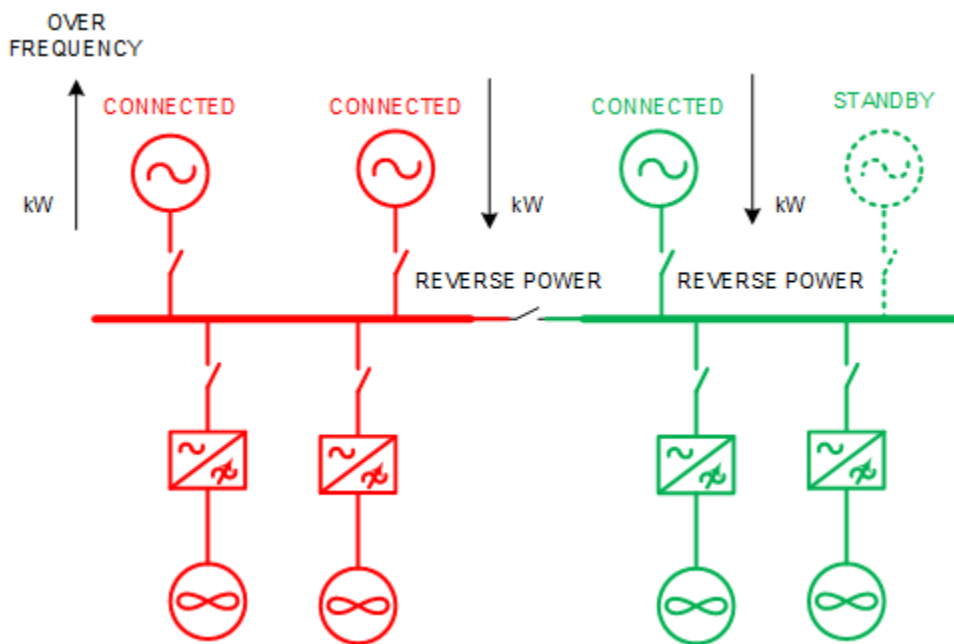 OVER
FREQUENCY
CONNECTED
CONNECTED
CONNECTED
STANDBY
kW
kW
kW
REVERSE POWER
REVERSE POWER